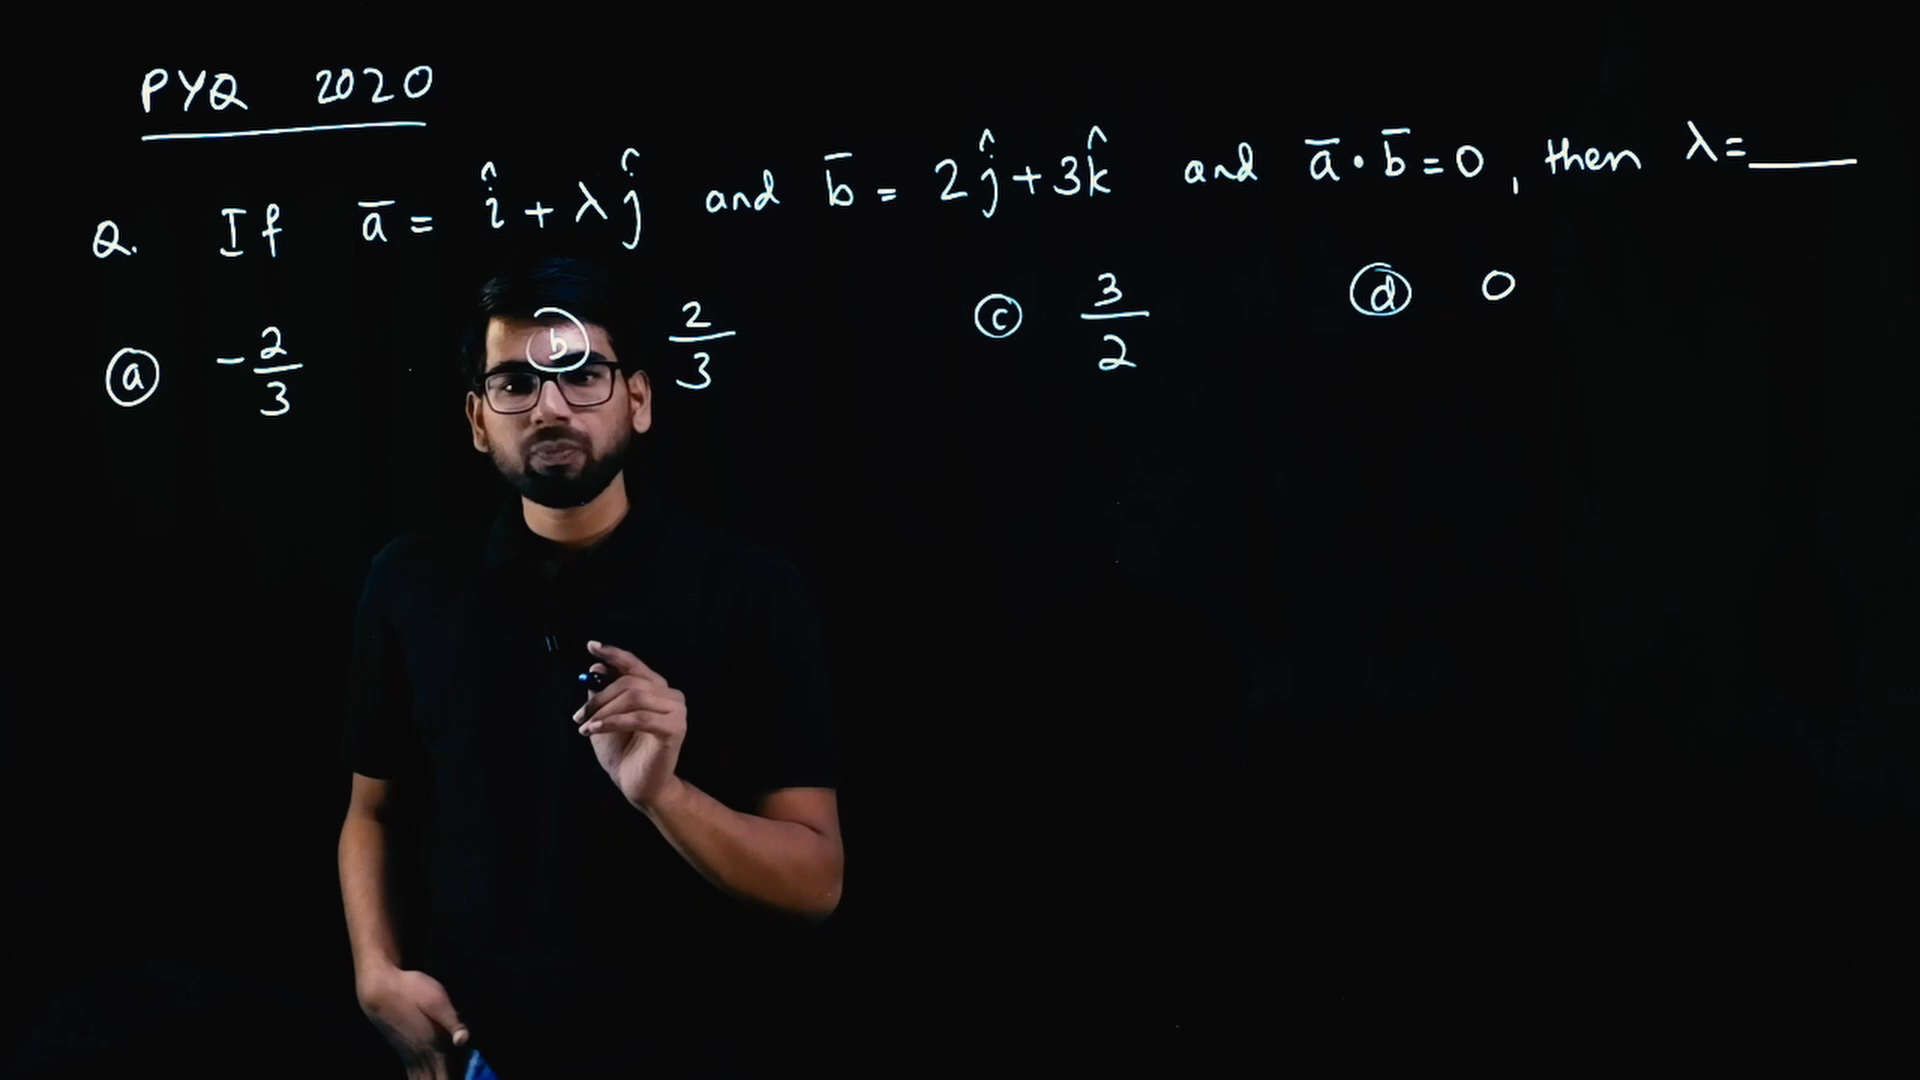 PYQ 2020
Q. If a̅ = î + λĵ and b̅ = 2ĵ + 3k̂ and a̅ · b̅ = 0, then λ = ____
ⓐ -2/3 ⓑ 2/3 ⓒ 3/2 ⓓ 0